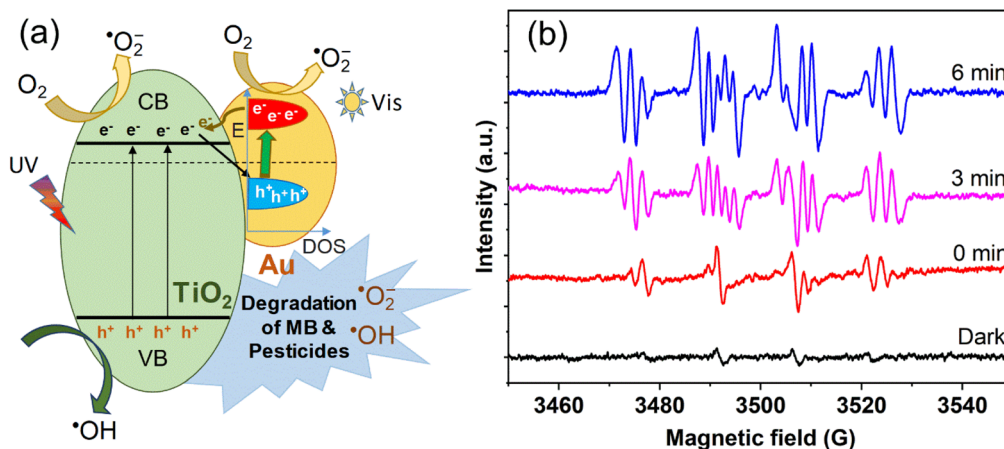 (a)
•O₂⁻
O₂
CB
e⁻ e⁻ e⁻ e⁻
UV
O₂
•O₂⁻
Vis
E
e⁻
e⁻ e⁻ e⁻
h⁺ h⁺ h⁺
DOS
Au
TiO₂
h⁺ h⁺ h⁺ h⁺
VB
•OH
Degradation
of MB &
Pesticides
•O₂⁻
•OH
(b)
6 min
3 min
0 min
Dark
Intensity (a.u.)
3460 3480 3500 3520 3540
Magnetic field (G)